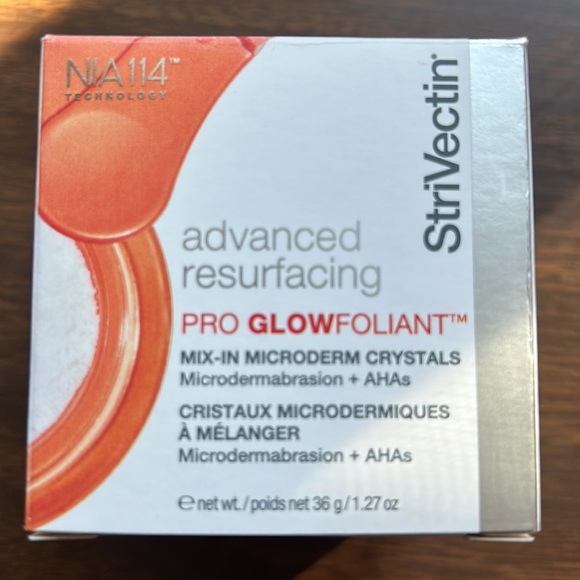 NIA114™
TECHNOLOGY
StriVectin®
advanced
resurfacing
PRO GLOWFOLIANT™
MIX-IN MICRODERM CRYSTALS
Microdermabrasion + AHAs
CRISTAUX MICRODERMIQUES
À MÉLANGER
Microdermabrasion + AHAs
℮ net wt./poids net 36 g/1.27 oz